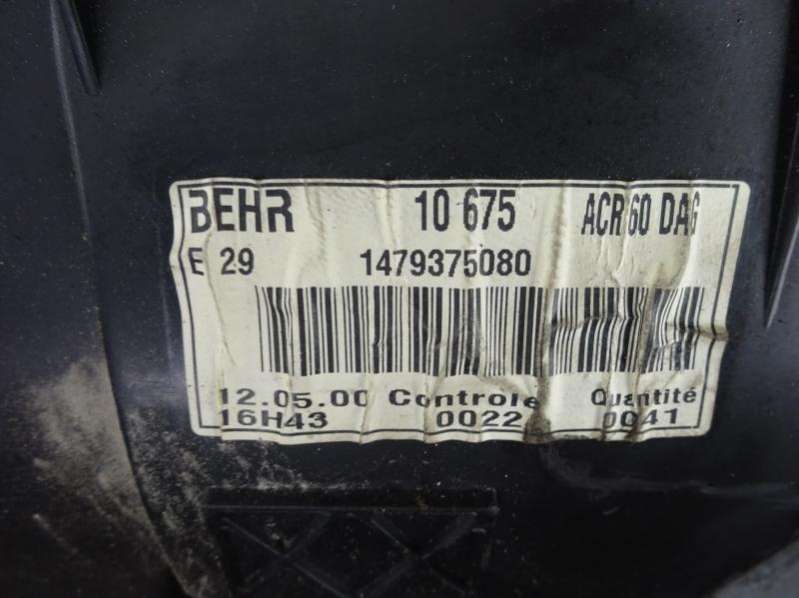 BEHR 10 675 ACR 60 DAG
E 29 1479375080
12.05.00 Controle Quantité
16H43 0022 0041